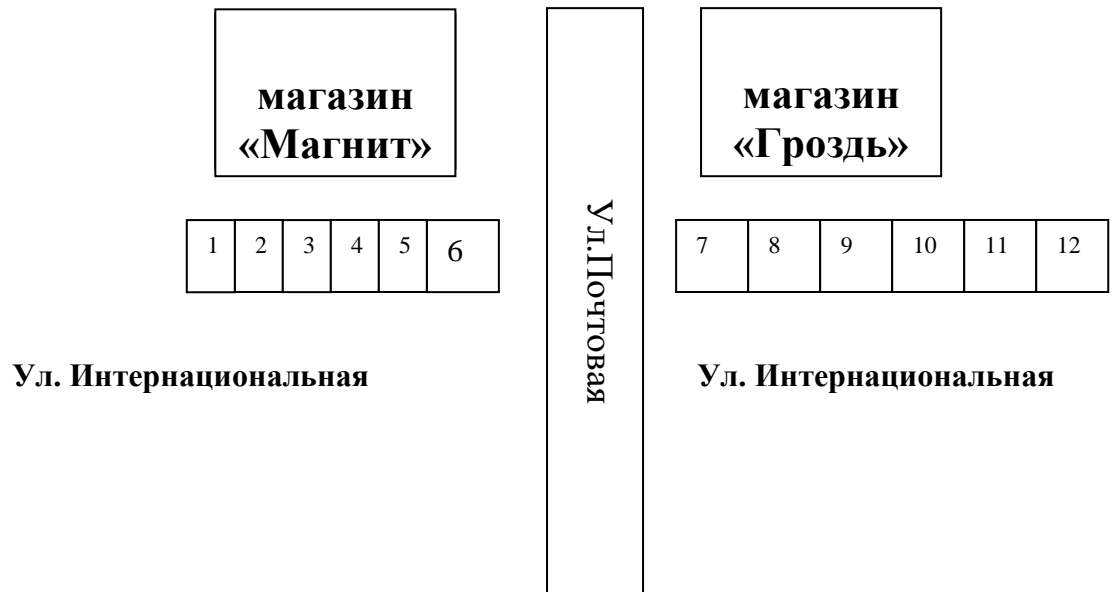 магазин
«Магнит»
магазин
«Гроздь»
1 2 3 4 5 6
Ул.Почтовая
7 8 9 10 11 12
Ул. Интернациональная
Ул. Интернациональная